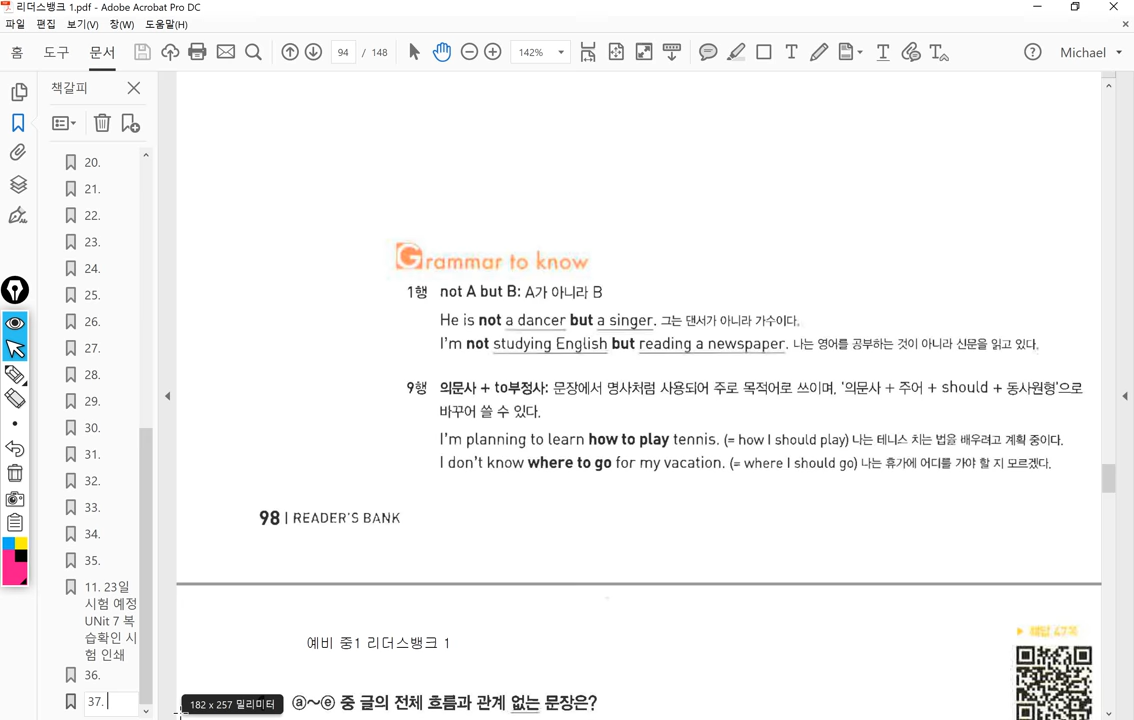 리더스뱅크 1.pdf - Adobe Acrobat Pro DC
파일 편집 보기(V) 창(W) 도움말(H)
홈 도구 문서 94 / 148 142% Michael
책갈피
20.
21.
22.
23.
24.
25.
26.
27.
28.
29.
30.
31.
32.
33.
34.
35.
11. 23일
시험 예정
UNit 7 복
습확인 시
험 인쇄
36.
37.
Grammar to know
1행 not A but B: A가 아니라 B
He is not a dancer but a singer. 그는 댄서가 아니라 가수이다.
I'm not studying English but reading a newspaper. 나는 영어를 공부하는 것이 아니라 신문을 읽고 있다.
9행 의문사 + to부정사: 문장에서 명사처럼 사용되어 주로 목적어로 쓰이며, '의문사 + 주어 + should + 동사원형'으로
바꾸어 쓸 수 있다.
I'm planning to learn how to play tennis. (= how I should play) 나는 테니스 치는 법을 배우려고 계획 중이다.
I don't know where to go for my vacation. (= where I should go) 나는 휴가에 어디를 가야 할 지 모르겠다.
98 | READER'S BANK
예비 중1 리더스뱅크 1
▶ 해답 47쪽
182 x 257 밀리미터
ⓐ~ⓔ 중 글의 전체 흐름과 관계 없는 문장은?